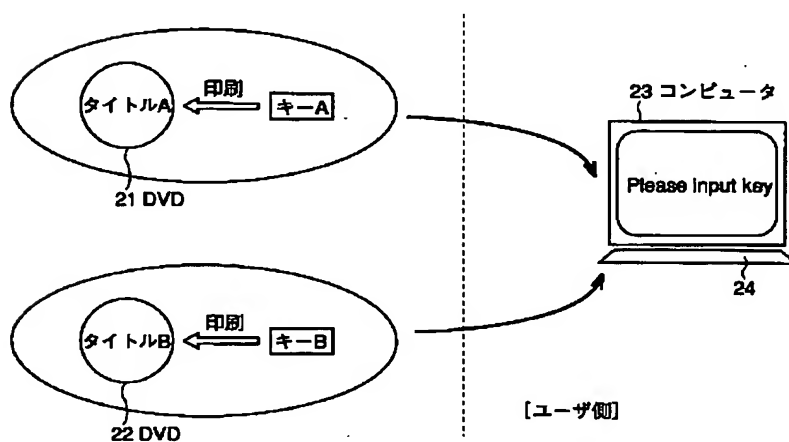 印刷
タイトルA
キーA
21 DVD
23 コンピュータ
Please input key
24
印刷
タイトルB
キーB
22 DVD
[ユーザ側]